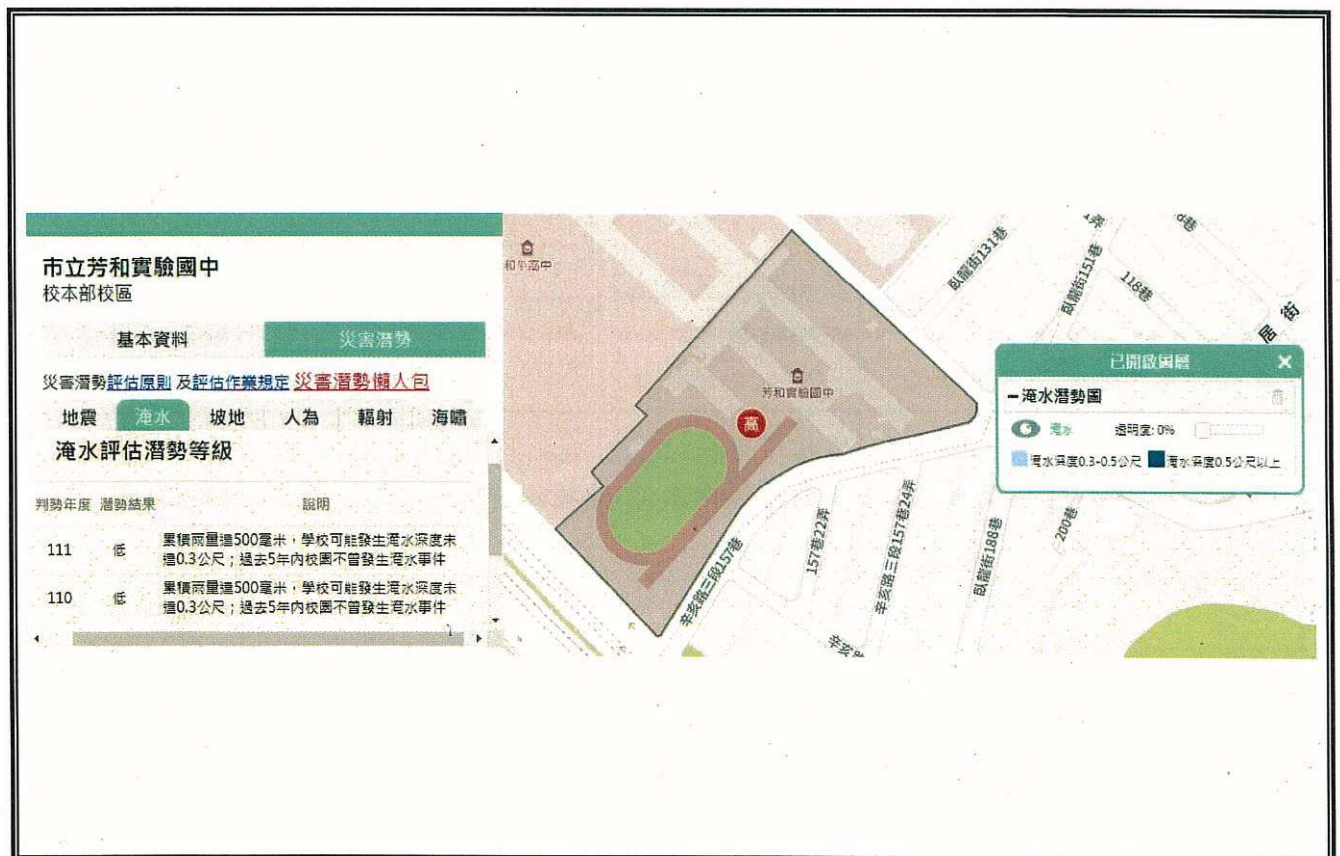 市立芳和實驗國中
校本部校區
基本資料
災害潛勢
災害潛勢評估原則 及評估作業規定 災害潛勢懶人包
地震 淹水 坡地 人為 輻射 海嘯
淹水評估潛勢等級
判勢年度 潛勢結果 說明
111 低 累積雨量達500毫米，學校可能發生淹水深度未
達0.3公尺；過去5年內校園不曾發生淹水事件
110 低 累積雨量達500毫米，學校可能發生淹水深度未
達0.3公尺；過去5年內校園不曾發生淹水事件
和平高中
芳和實驗國中
高
臥龍街131巷
臥龍街151巷
118巷
居街
辛亥路三段157巷
157巷22弄
辛亥路三段157巷24弄
臥龍街188巷
200巷
已開啟圖層
淹水潛勢圖
淹水 透明度: 0%
淹水深度0.3-0.5公尺 淹水深度0.5公尺以上